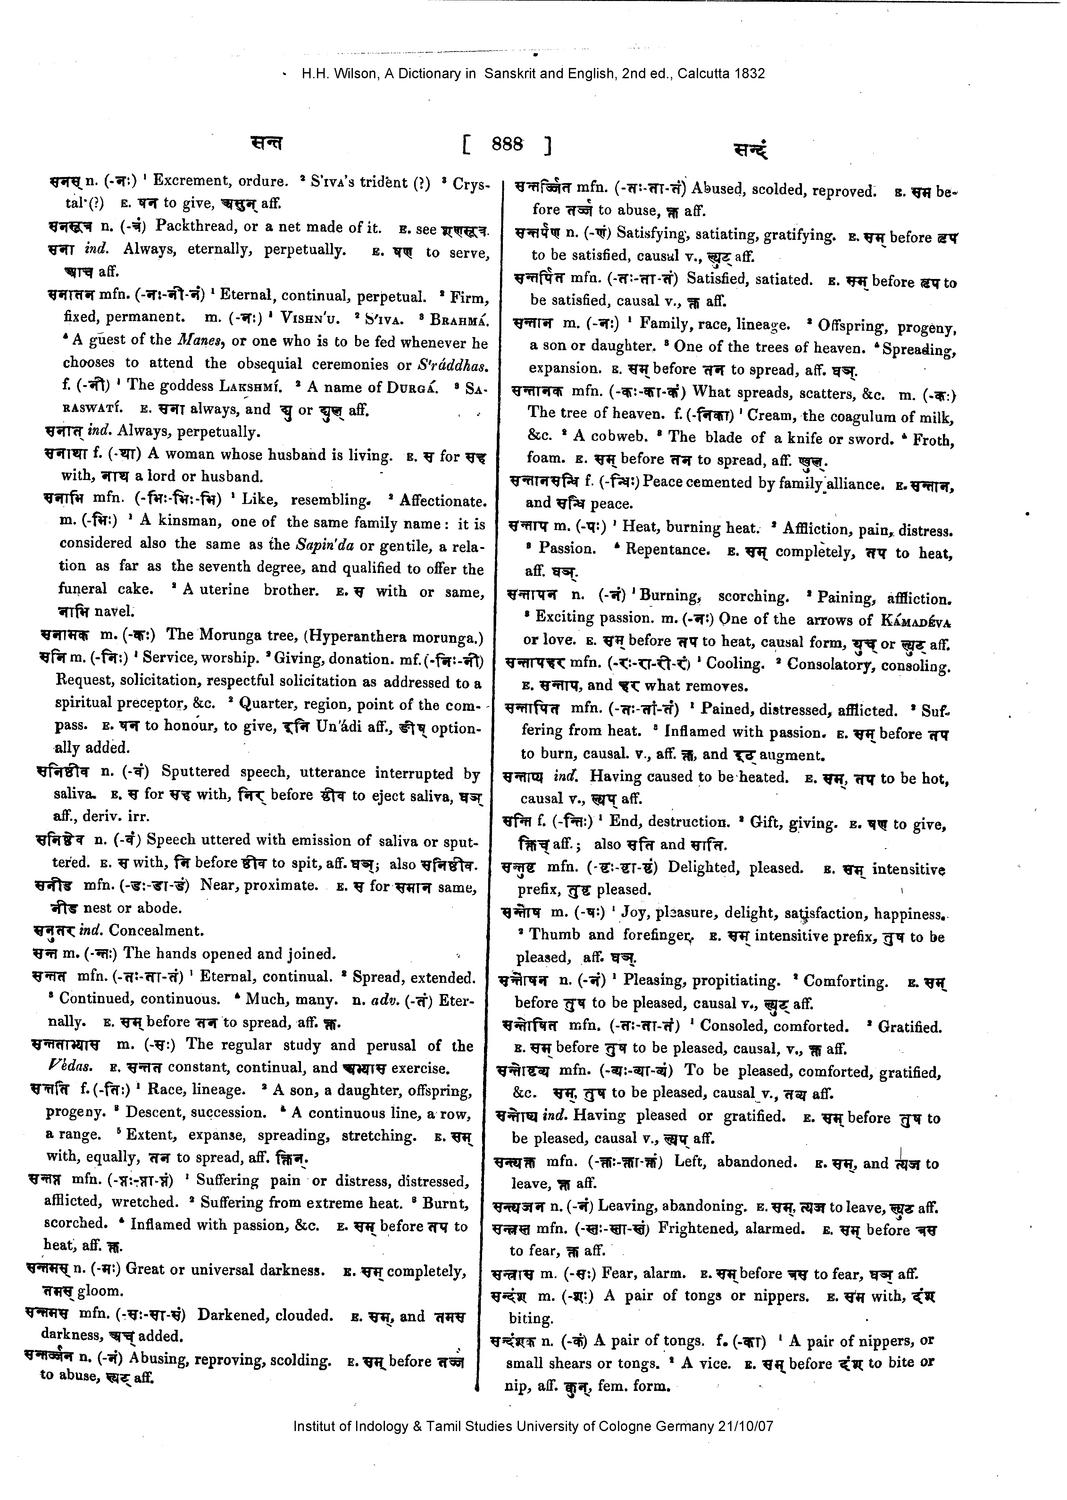 H.H. Wilson, A Dictionary in Sanskrit and English, 2nd ed., Calcutta 1832
सन्त [ 888 ] सन्दं
सनस् n. (-नः) ¹ Excrement, ordure. ² S'IVA's trident (?) ³ Crys-
tal (?) E. षन to give, असुन् aff.
सनसूत्र n. (-त्रं) Packthread, or a net made of it. E. see शणसूत्र.
सना ind. Always, eternally, perpetually. E. षण to serve,
आच aff.
सनातन mfn. (-नः-नी-नं) ¹ Eternal, continual, perpetual. ² Firm,
fixed, permanent. m. (-नः) ¹ VISHN'U. ² S'IVA. ³ BRAHMÁ.
⁴ A guest of the Manes, or one who is to be fed whenever he
chooses to attend the obsequial ceremonies or S'ráddhas.
f. (-नी) ¹ The goddess LAKSHMÍ. ² A name of DURGÁ. ³ SA-
RASWATÍ. E. सना always, and यु or ट्युल् aff.
सनात् ind. Always, perpetually.
सनाथा f. (-था) A woman whose husband is living. E. स for सह
with, नाथ a lord or husband.
सनाभि mfn. (-भिः-भिः-भि) ¹ Like, resembling. ² Affectionate.
m. (-भिः) ¹ A kinsman, one of the same family name: it is
considered also the same as the Sapin'da or gentile, a rela-
tion as far as the seventh degree, and qualified to offer the
funeral cake. ² A uterine brother. E. स with or same,
नाभि navel.
सनामक m. (-कः) The Morunga tree, (Hyperanthera morunga.)
सनि m. (-निः) ¹ Service, worship. ² Giving, donation. mf. (-निः-नी)
Request, solicitation, respectful solicitation as addressed to a
spiritual preceptor, &c. ² Quarter, region, point of the com-
pass. E. षन to honour, to give, इनि Un'ádi aff., ङीष् option-
ally added.
सनिष्ठीव n. (-वं) Sputtered speech, utterance interrupted by
saliva. E. स for सह with, निर् before ष्ठीव to eject saliva, घञ्
aff., deriv. irr.
सनिष्ठेव n. (-वं) Speech uttered with emission of saliva or sput-
tered. E. स with, नि before ष्ठीव to spit, aff. घञ्; also सनिष्ठीव.
सनीड mfn. (-डः-डा-डं) Near, proximate. E. स for समान same,
नीड nest or abode.
सनुतर् ind. Concealment.
सन्त m. (-न्तः) The hands opened and joined.
सन्तत mfn. (-तः-ता-तं) ¹ Eternal, continual. ² Spread, extended.
³ Continued, continuous. ⁴ Much, many. n. adv. (-तं) Eter-
nally. E. सम् before तन to spread, aff. क्त.
सन्तताभ्यास m. (-सः) The regular study and perusal of the
Védas. E. सन्तत constant, continual, and अभ्यास exercise.
सन्तति f. (-तिः) ¹ Race, lineage. ² A son, a daughter, offspring,
progeny. ³ Descent, succession. ⁴ A continuous line, a row,
a range. ⁵ Extent, expanse, spreading, stretching. E. सम्
with, equally, तन to spread, aff. क्तिन्.
सन्तप्त mfn. (-प्तः-प्ता-प्तं) ¹ Suffering pain or distress, distressed,
afflicted, wretched. ² Suffering from extreme heat. ³ Burnt,
scorched. ⁴ Inflamed with passion, &c. E. सम् before तप to
heat, aff. क्त.
सन्तमस् n. (-मः) Great or universal darkness. E. सम् completely,
तमस् gloom.
सन्तमस mfn. (-सः-सा-सं) Darkened, clouded. E. सम्, and तमस
darkness, अच् added.
सन्तर्ज्जन n. (-नं) Abusing, reproving, scolding. E. सम् before तर्ज्ज
to abuse, ल्युट् aff.
सन्तर्ज्जित mfn. (-तः-ता-तं) Abused, scolded, reproved. E. सम be-
fore तर्ज्ज to abuse, क्त aff.
सन्तर्पण n. (-णं) Satisfying, satiating, gratifying. E. सम् before तृप
to be satisfied, causal v., ल्युट् aff.
सन्तर्पित mfn. (-तः-ता-तं) Satisfied, satiated. E. सम् before तृप to
be satisfied, causal v., क्त aff.
सन्तान m. (-नः) ¹ Family, race, lineage. ² Offspring, progeny,
a son or daughter. ³ One of the trees of heaven. ⁴ Spreading,
expansion. E. सम् before तन to spread, aff. घञ्.
सन्तानक mfn. (-कः-का-कं) What spreads, scatters, &c. m. (-कः)
The tree of heaven. f. (-निका) ¹ Cream, the coagulum of milk,
&c. ² A cobweb. ³ The blade of a knife or sword. ⁴ Froth,
foam. E. सम् before तन to spread, aff. ण्वुल्.
सन्तानसन्धि f. (-न्धिः) Peace cemented by family alliance. E. सन्तान,
and सन्धि peace.
सन्ताप m. (-पः) ¹ Heat, burning heat. ² Affliction, pain, distress.
³ Passion. ⁴ Repentance. E. सम् completely, तप to heat,
aff. घञ्.
सन्तापन n. (-नं) ¹ Burning, scorching. ² Paining, affliction.
³ Exciting passion. m. (-नः) One of the arrows of KÁMADÉVA
or love. E. सम् before तप to heat, causal form, युच् or ल्युट् aff.
सन्तापहर mfn. (-रः-रा-री-रं) ¹ Cooling. ² Consolatory, consoling.
E. सन्ताप, and हर what removes.
सन्तापित mfn. (-तः-ता-तं) ¹ Pained, distressed, afflicted. ² Suf-
fering from heat. ³ Inflamed with passion. E. सम् before तप
to burn, causal. v., aff. क्त, and इट् augment.
सन्ताप्य ind. Having caused to be heated. E. सम्, तप to be hot,
causal v., ल्यप् aff.
सन्ति f. (-न्तिः) ¹ End, destruction. ² Gift, giving. E. षण to give,
क्तिच् aff.; also सति and साति.
सन्तुष्ट mfn. (-ष्टः-ष्टा-ष्टं) Delighted, pleased. E. सम् intensitive
prefix, तुष्ट pleased.
सन्तोष m. (-षः) ¹ Joy, pleasure, delight, satisfaction, happiness.
² Thumb and forefinger. E. सम् intensitive prefix, तुष to be
pleased, aff. घञ्.
सन्तोषन n. (-नं) ¹ Pleasing, propitiating. ² Comforting. E. सम्
before तुष to be pleased, causal v., ल्युट् aff.
सन्तोषित mfn. (-तः-ता-तं) ¹ Consoled, comforted. ² Gratified.
E. सम् before तुष to be pleased, causal, v., क्त aff.
सन्तोष्टव्य mfn. (-व्यः-व्या-व्यं) To be pleased, comforted, gratified,
&c. सम्, तुष to be pleased, causal v., तव्य aff.
सन्तोष्य ind. Having pleased or gratified. E. सम् before तुष to
be pleased, causal v., ल्यप् aff.
सन्त्यक्त mfn. (-क्तः-क्ता-क्तं) Left, abandoned. E. सम्, and त्यज to
leave, क्त aff.
सन्त्यजन n. (-नं) Leaving, abandoning. E. सम्, त्यज to leave, ल्युट aff.
सन्त्रस्त mfn. (-स्तः-स्ता-स्तं) Frightened, alarmed. E. सम् before त्रस
to fear, क्त aff.
सन्त्रास m. (-सः) Fear, alarm. E. सम् before त्रस to fear, घञ् aff.
सन्दंश m. (-शः) A pair of tongs or nippers. E. सम with, दंश
biting.
सन्दंशक n. (-कं) A pair of tongs. f. (-का) ¹ A pair of nippers, or
small shears or tongs. ² A vice. E. सम् before दंश् to bite or
nip, aff. कुन्, fem. form.
Institut of Indology & Tamil Studies University of Cologne Germany 21/10/07